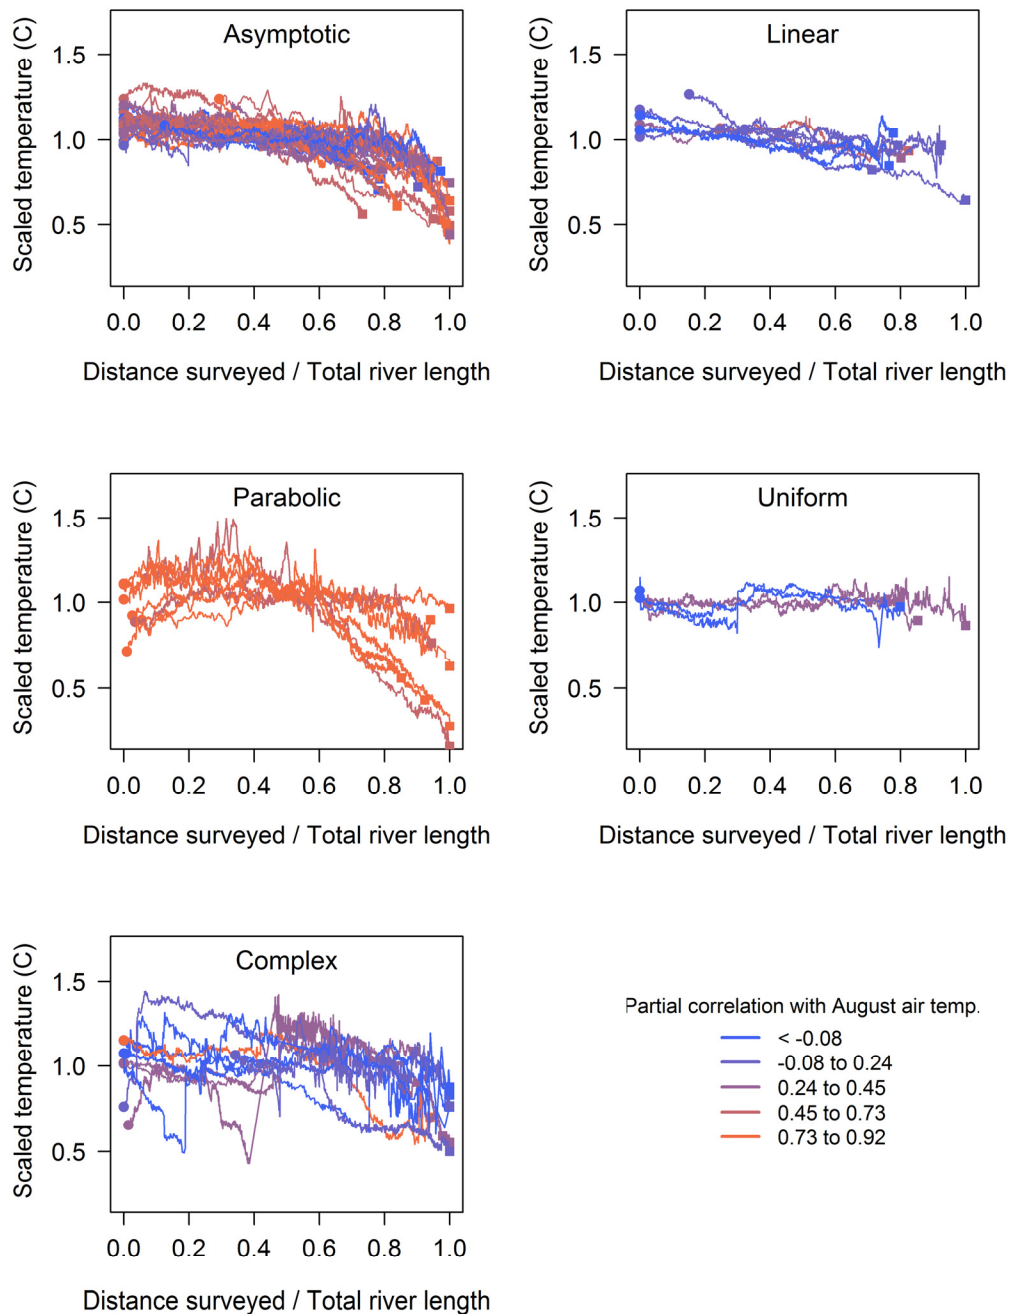 Asymptotic
Scaled temperature (C)
1.5
1.0
0.5
0.0 0.2 0.4 0.6 0.8 1.0
Distance surveyed / Total river length
Linear
Scaled temperature (C)
1.5
1.0
0.5
0.0 0.2 0.4 0.6 0.8 1.0
Distance surveyed / Total river length
Parabolic
Scaled temperature (C)
1.5
1.0
0.5
0.0 0.2 0.4 0.6 0.8 1.0
Distance surveyed / Total river length
Uniform
Scaled temperature (C)
1.5
1.0
0.5
0.0 0.2 0.4 0.6 0.8 1.0
Distance surveyed / Total river length
Complex
Scaled temperature (C)
1.5
1.0
0.5
0.0 0.2 0.4 0.6 0.8 1.0
Distance surveyed / Total river length
Partial correlation with August air temp.
< -0.08
-0.08 to 0.24
0.24 to 0.45
0.45 to 0.73
0.73 to 0.92